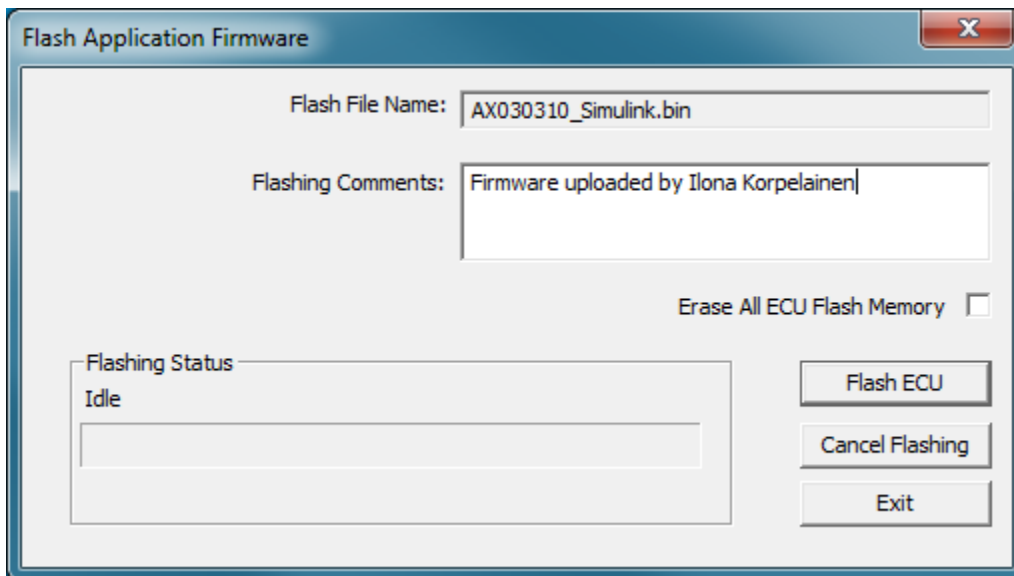 Flash Application Firmware
Flash File Name: AX030310_Simulink.bin
Flashing Comments: Firmware uploaded by Ilona Korpelainen
Erase All ECU Flash Memory
Flashing Status
Idle
Flash ECU
Cancel Flashing
Exit